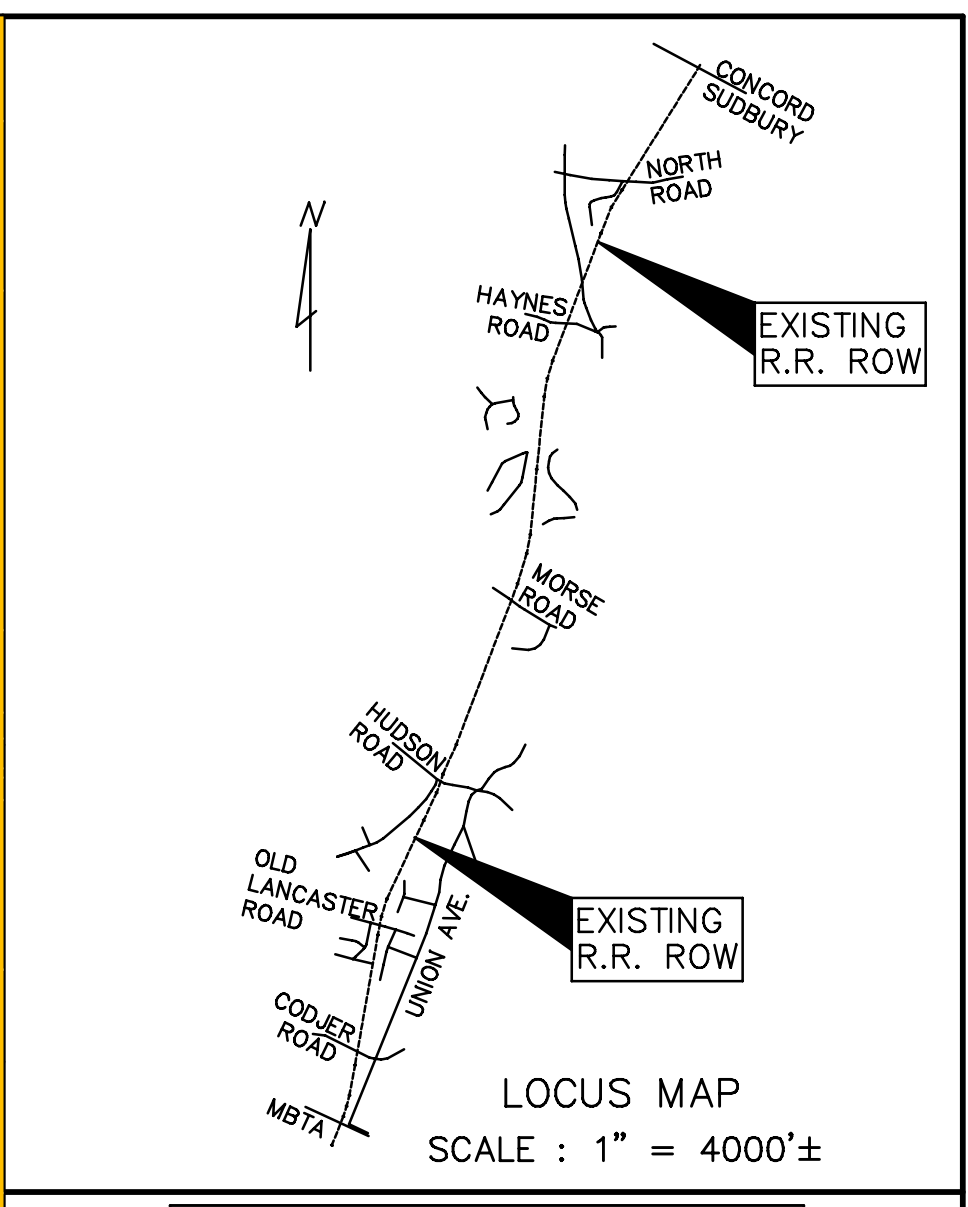 CONCORD
SUDBURY
NORTH
ROAD
N
HAYNES
ROAD
EXISTING
R.R. ROW
MORSE
ROAD
HUDSON
ROAD
OLD
LANCASTER
ROAD
UNION AVE.
EXISTING
R.R. ROW
CODJER
ROAD
MBTA
LOCUS MAP
SCALE : 1" = 4000'±